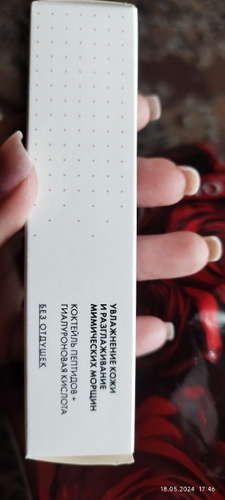 УВЛАЖНЕНИЕ КОЖИ
И РАЗГЛАЖИВАНИЕ
МИМИЧЕСКИХ МОРЩИН
КОКТЕЙЛЬ ПЕПТИДОВ +
ГИАЛУРОНОВАЯ КИСЛОТА
БЕЗ ОТДУШЕК
18.05.2024 17:46